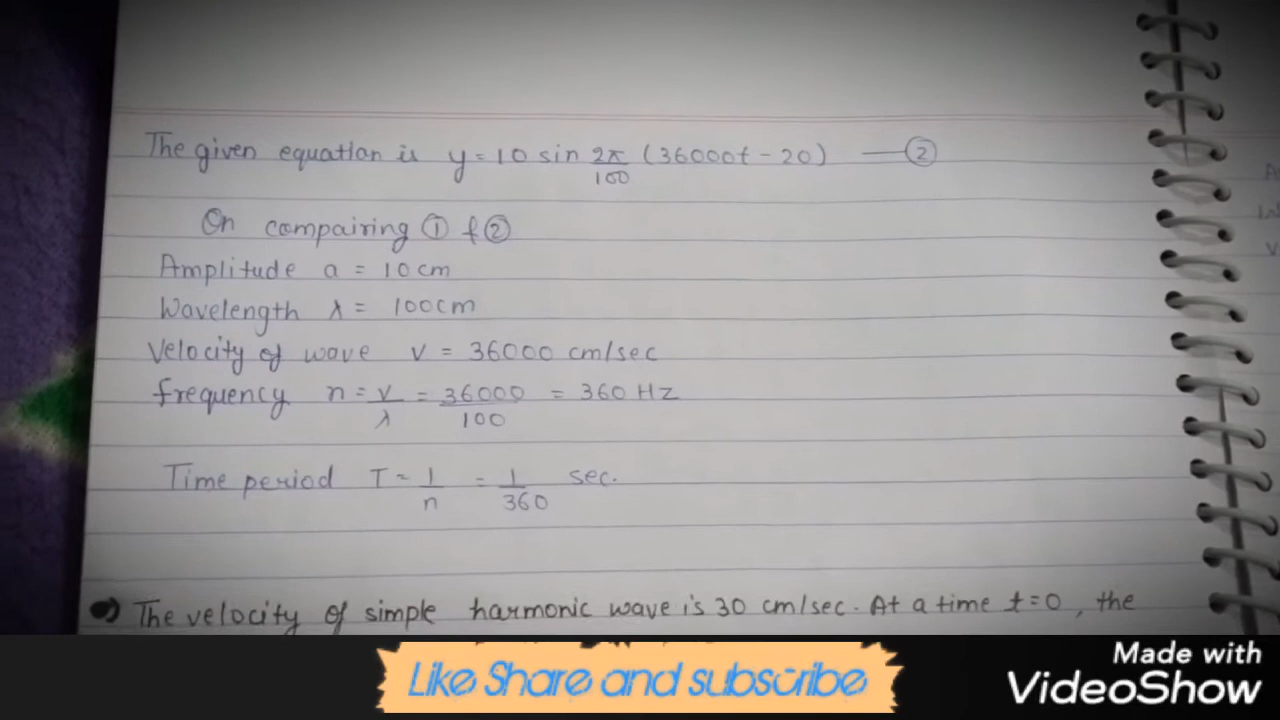 The given equation is y = 10 sin 2π/100 (36000t - 20) —②
On compairing ① & ②
Amplitude a = 10 cm
Wavelength λ = 100cm
Velocity of wave v = 36000 cm/sec
frequency n = v/λ = 36000/100 = 360 HZ
Time period T = 1/n = 1/360 sec.
The velocity of simple harmonic wave is 30 cm/sec. At a time t=0, the
Like Share and subscribe
Made with
VideoShow